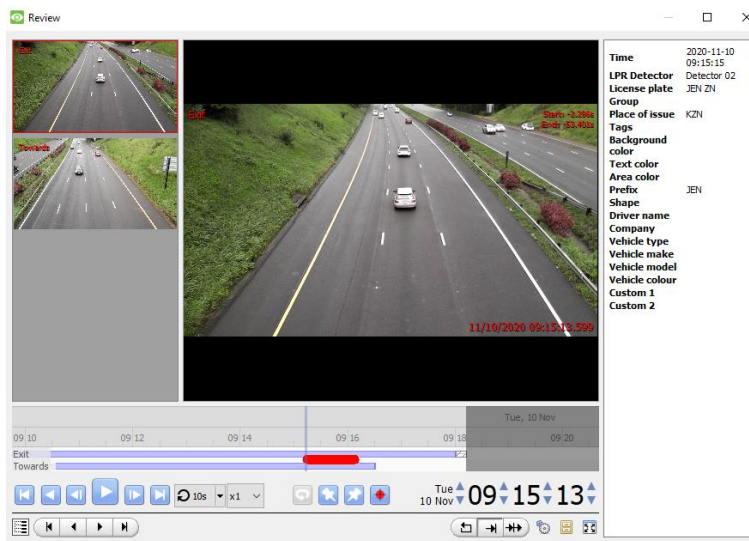 Review
Exit
Towards
Exit
Start: -2.286s
End: -53.401s
11/10/2020 09:15:13.599
Time 2020-11-10 09:15:15
LPR Detector Detector 02
License plate JEN ZN
Group
Place of issue KZN
Tags
Background color
Text color
Area color
Prefix JEN
Shape
Driver name
Company
Vehicle type
Vehicle make
Vehicle model
Vehicle colour
Custom 1
Custom 2
Tue, 10 Nov
09 10 09 12 09 14 09 16 09 18 09 20
Exit
Towards
10s x1
Tue 10 Nov 09 15 13